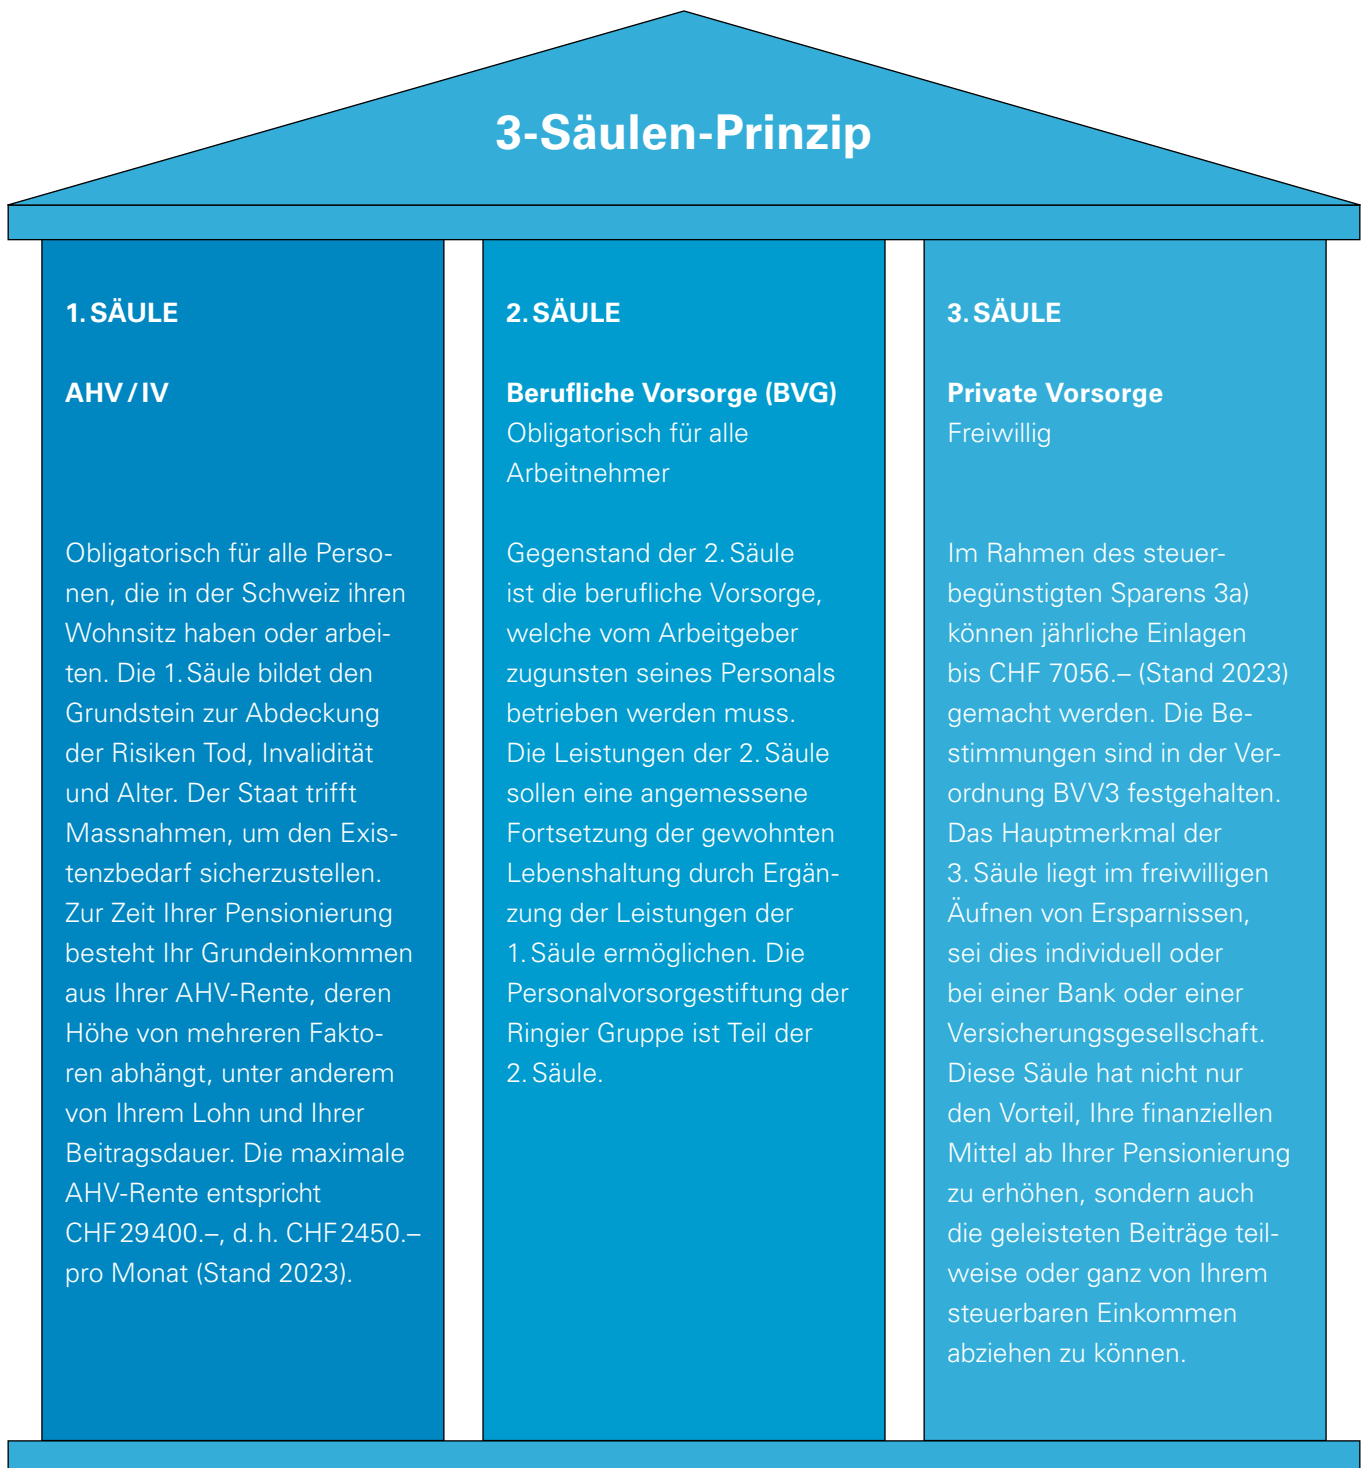 3-Säulen-Prinzip
1. SÄULE
AHV / IV
Obligatorisch für alle Perso-
nen, die in der Schweiz ihren
Wohnsitz haben oder arbei-
ten. Die 1. Säule bildet den
Grundstein zur Abdeckung
der Risiken Tod, Invalidität
und Alter. Der Staat trifft
Massnahmen, um den Exis-
tenzbedarf sicherzustellen.
Zur Zeit Ihrer Pensionierung
besteht Ihr Grundeinkommen
aus Ihrer AHV-Rente, deren
Höhe von mehreren Fakto-
ren abhängt, unter anderem
von Ihrem Lohn und Ihrer
Beitragsdauer. Die maximale
AHV-Rente entspricht
CHF 29 400.–, d. h. CHF 2450.–
pro Monat (Stand 2023).
2. SÄULE
Berufliche Vorsorge (BVG)
Obligatorisch für alle
Arbeitnehmer
Gegenstand der 2. Säule
ist die berufliche Vorsorge,
welche vom Arbeitgeber
zugunsten seines Personals
betrieben werden muss.
Die Leistungen der 2. Säule
sollen eine angemessene
Fortsetzung der gewohnten
Lebenshaltung durch Ergän-
zung der Leistungen der
1. Säule ermöglichen. Die
Personalvorsorgestiftung der
Ringier Gruppe ist Teil der
2. Säule.
3. SÄULE
Private Vorsorge
Freiwillig
Im Rahmen des steuer-
begünstigten Sparens 3a)
können jährliche Einlagen
bis CHF 7056.– (Stand 2023)
gemacht werden. Die Be-
stimmungen sind in der Ver-
ordnung BVV3 festgehalten.
Das Hauptmerkmal der
3. Säule liegt im freiwilligen
Äufnen von Ersparnissen,
sei dies individuell oder
bei einer Bank oder einer
Versicherungsgesellschaft.
Diese Säule hat nicht nur
den Vorteil, Ihre finanziellen
Mittel ab Ihrer Pensionierung
zu erhöhen, sondern auch
die geleisteten Beiträge teil-
weise oder ganz von Ihrem
steuerbaren Einkommen
abziehen zu können.